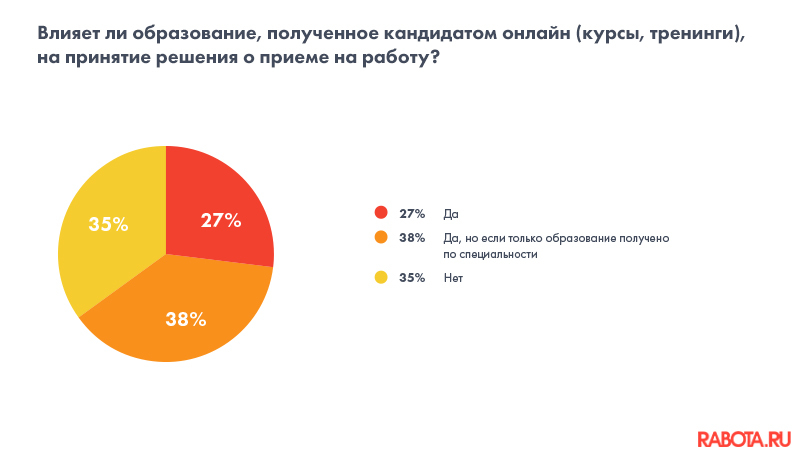 Влияет ли образование, полученное кандидатом онлайн (курсы, тренинги),
на принятие решения о приеме на работу?
35%
27%
38%
27% Да
38% Да, но если только образование получено
по специальности
35% Нет
RABOTA.RU